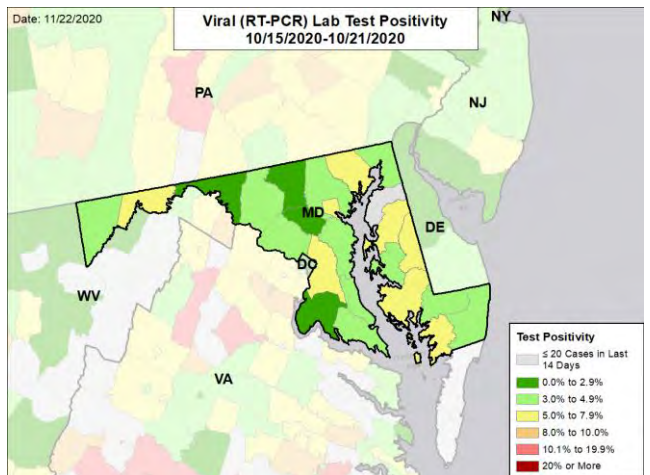 Date: 11/22/2020
Viral (RT-PCR) Lab Test Positivity
10/15/2020-10/21/2020
NY
PA
NJ
MD
DE
DC
WV
VA
Test Positivity
≤ 20 Cases in Last
14 Days
0.0% to 2.9%
3.0% to 4.9%
5.0% to 7.9%
8.0% to 10.0%
10.1% to 19.9%
20% or More